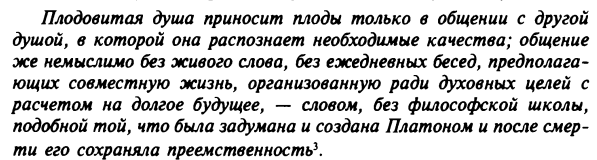 Плодовитая душа приносит плоды только в общении с другой
душой, в которой она распознает необходимые качества; общение
же немыслимо без живого слова, без ежедневных бесед, предполага-
ющих совместную жизнь, организованную ради духовных целей с
расчетом на долгое будущее, — словом, без философской школы,
подобной той, что была задумана и создана Платоном и после смер-
ти его сохраняла преемственность³.